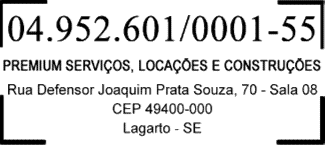 04.952.601/0001-55
PREMIUM SERVIÇOS, LOCAÇÕES E CONSTRUÇÕES
Rua Defensor Joaquim Prata Souza, 70 - Sala 08
CEP 49400-000
Lagarto - SE